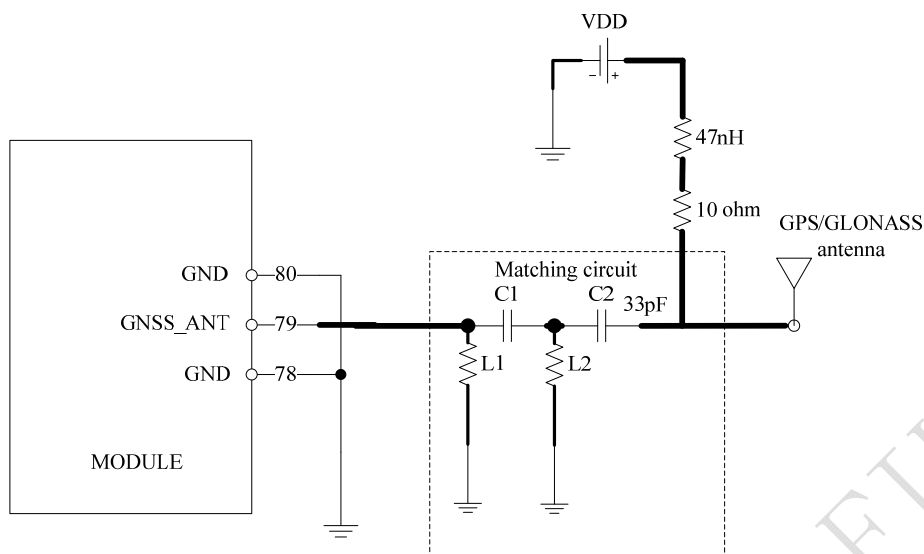 VDD
− +
47nH
10 ohm
GPS/GLONASS
antenna
Matching circuit
C1
C2
33pF
GND
80
GNSS_ANT
79
L1
L2
GND
78
MODULE